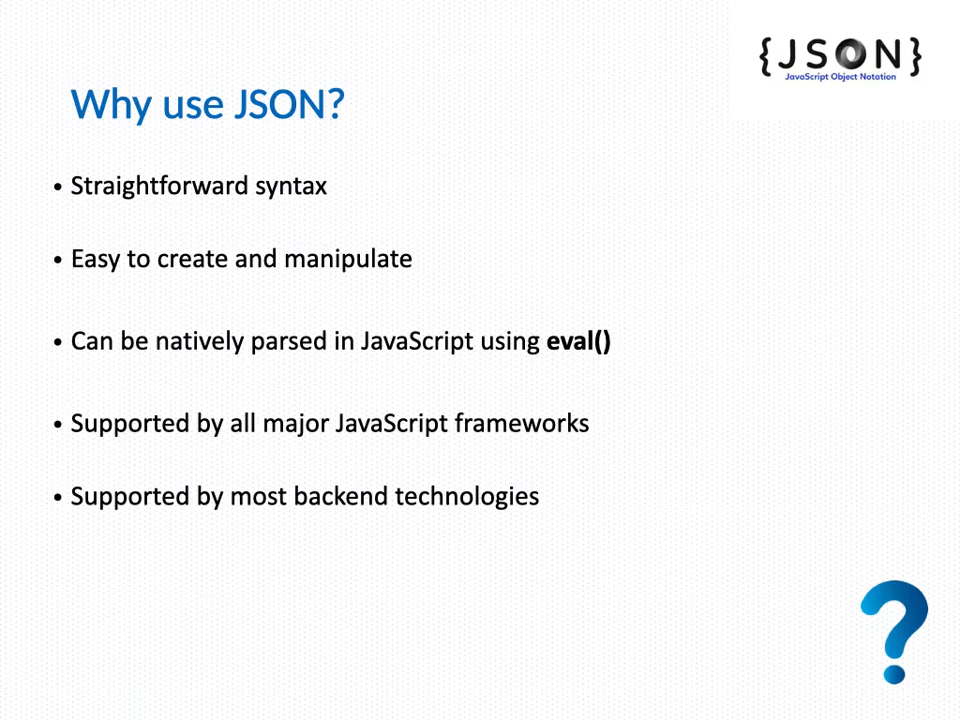 {JSON}
JavaScript Object Notation
Why use JSON?
• Straightforward syntax
• Easy to create and manipulate
• Can be natively parsed in JavaScript using eval()
• Supported by all major JavaScript frameworks
• Supported by most backend technologies
?